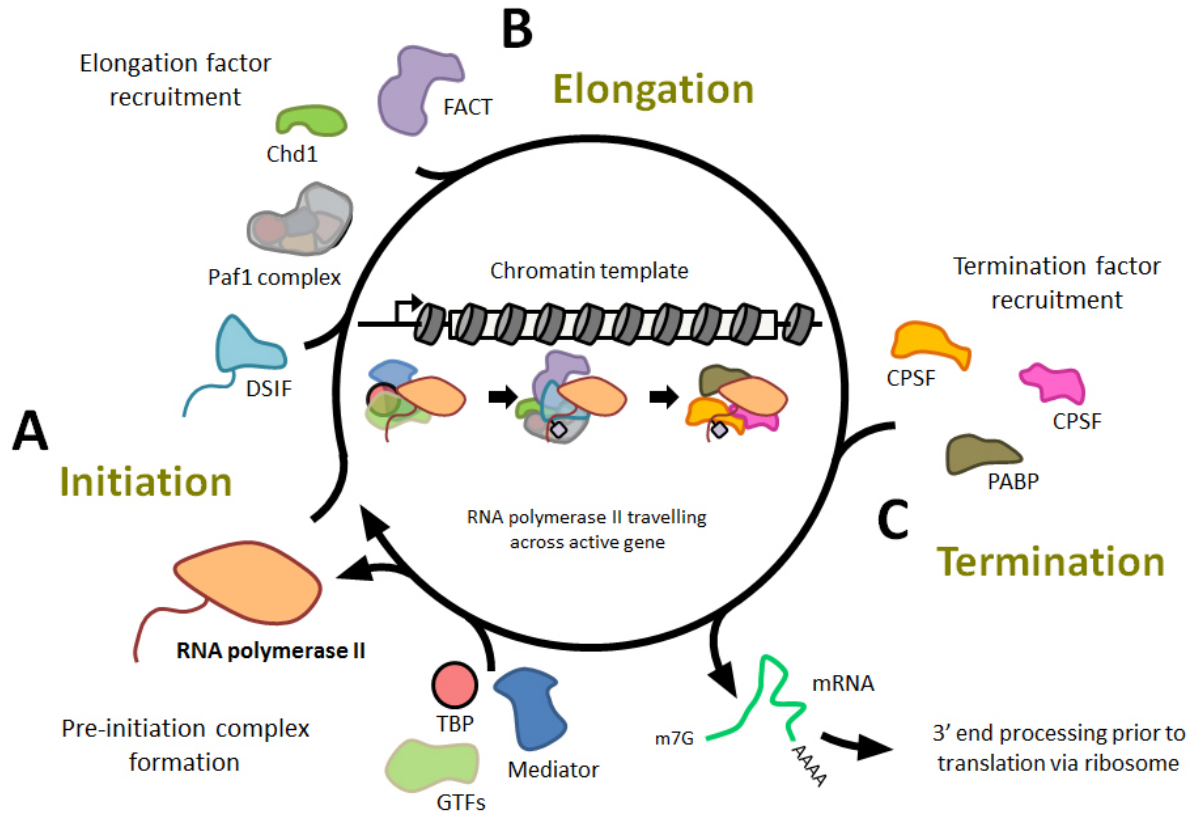 B
Elongation
Elongation factor
recruitment
FACT
Chd1
Paf1 complex
DSIF
A
Initiation
RNA polymerase II
Pre-initiation complex
formation
TBP
Mediator
GTFs
Chromatin template
RNA polymerase II travelling
across active gene
Termination factor
recruitment
CPSF
CPSF
PABP
C
Termination
mRNA
m7G
AAAA
3’ end processing prior to
translation via ribosome